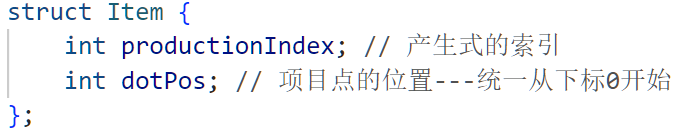 struct Item {
    int productionIndex; // 产生式的索引
    int dotPos; // 项目点的位置---统一从下标0开始
};